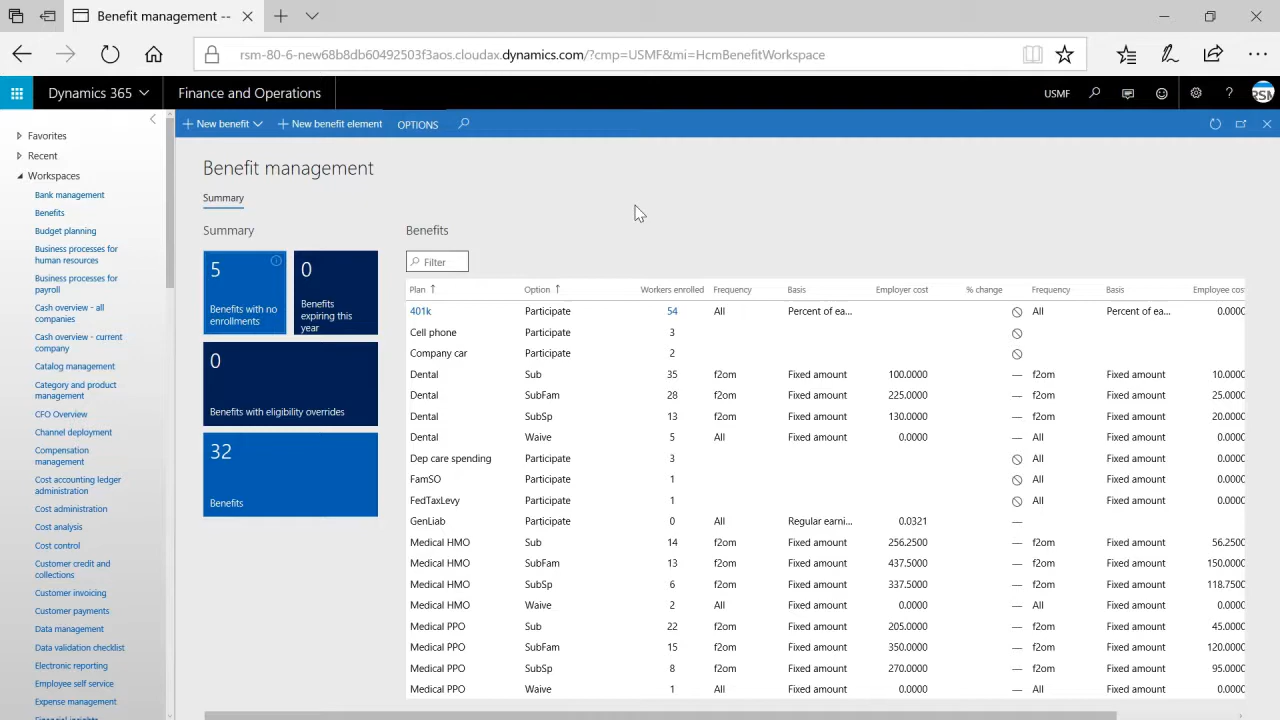 Benefit management --
rsm-80-6-new68b8db60492503f3aos.cloudax.dynamics.com/?cmp=USMF&mi=HcmBenefitWorkspace
Dynamics 365
Finance and Operations
USMF
?
RSM
Favorites
Recent
Workspaces
Bank management
Benefits
Budget planning
Business processes for
human resources
Business processes for
payroll
Cash overview - all
companies
Cash overview - current
company
Catalog management
Category and product
management
CFO Overview
Channel deployment
Compensation
management
Cost accounting ledger
administration
Cost administration
Cost analysis
Cost control
Customer credit and
collections
Customer invoicing
Customer payments
Data management
Data validation checklist
Electronic reporting
Employee self service
Expense management
Financial insights
+ New benefit
+ New benefit element
OPTIONS
Benefit management
Summary
Summary
5
Benefits with no
enrollments
0
Benefits
expiring this
year
0
Benefits with eligibility overrides
32
Benefits
Benefits
Filter
Plan ↑ Option ↑ Workers enrolled Frequency Basis Employer cost % change Frequency Basis Employee cost
401k Participate 54 All Percent of ea... All Percent of ea... 0.0000
Cell phone Participate 3
Company car Participate 2
Dental Sub 35 f2om Fixed amount 100.0000 — f2om Fixed amount 10.0000
Dental SubFam 28 f2om Fixed amount 225.0000 — f2om Fixed amount 25.0000
Dental SubSp 13 f2om Fixed amount 130.0000 — f2om Fixed amount 20.0000
Dental Waive 5 All Fixed amount 0.0000 — All Fixed amount 0.0000
Dep care spending Participate 3 All Fixed amount 0.0000
FamSO Participate 1 All Fixed amount 0.0000
FedTaxLevy Participate 1 All Fixed amount 0.0000
GenLiab Participate 0 All Regular earni... 0.0321 —
Medical HMO Sub 14 f2om Fixed amount 256.2500 — f2om Fixed amount 56.2500
Medical HMO SubFam 13 f2om Fixed amount 437.5000 — f2om Fixed amount 150.0000
Medical HMO SubSp 6 f2om Fixed amount 337.5000 — f2om Fixed amount 118.7500
Medical HMO Waive 2 All Fixed amount 0.0000 — All Fixed amount 0.0000
Medical PPO Sub 22 f2om Fixed amount 205.0000 — f2om Fixed amount 45.0000
Medical PPO SubFam 15 f2om Fixed amount 350.0000 — f2om Fixed amount 120.0000
Medical PPO SubSp 8 f2om Fixed amount 270.0000 — f2om Fixed amount 95.0000
Medical PPO Waive 1 All Fixed amount 0.0000 — All Fixed amount 0.0000